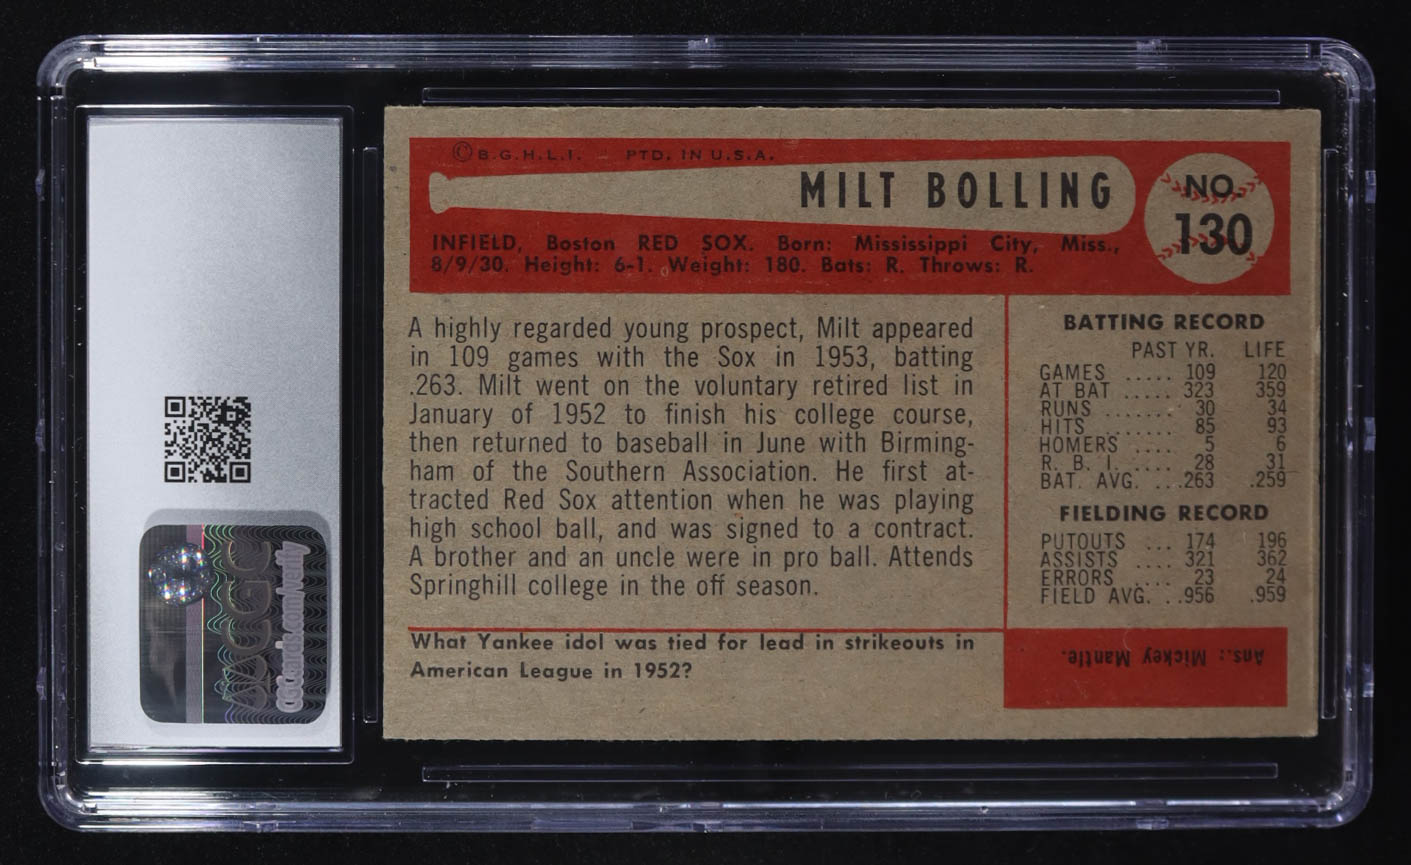 © B.G.H.L.I. — PTD. IN U.S.A.
MILT BOLLING
NO.
130
INFIELD, Boston RED SOX. Born: Mississippi City, Miss.,
8/9/30. Height: 6-1. Weight: 180. Bats: R. Throws: R.
A highly regarded young prospect, Milt appeared
in 109 games with the Sox in 1953, batting
.263. Milt went on the voluntary retired list in
January of 1952 to finish his college course,
then returned to baseball in June with Birming-
ham of the Southern Association. He first at-
tracted Red Sox attention when he was playing
high school ball, and was signed to a contract.
A brother and an uncle were in pro ball. Attends
Springhill college in the off season.
BATTING RECORD
PAST YR. LIFE
GAMES ..... 109 120
AT BAT ..... 323 359
RUNS ....... 30 34
HITS ........ 85 93
HOMERS .... 5 6
R. B. I. ..... 28 31
BAT. AVG. ...263 .259
FIELDING RECORD
PUTOUTS ... 174 196
ASSISTS .... 321 362
ERRORS .... 23 24
FIELD AVG. ..956 .959
What Yankee idol was tied for lead in strikeouts in
American League in 1952?
Ans.: Mickey Mantle.
CGC
cgccards.com/verify